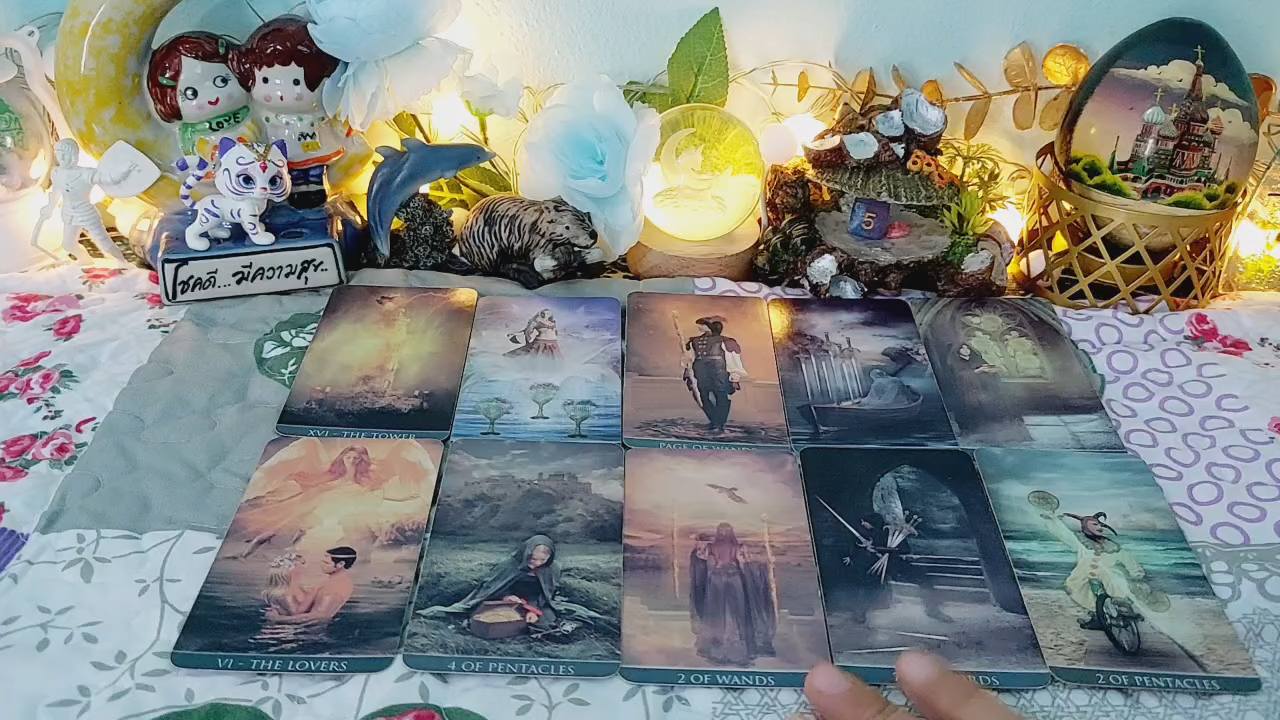 LOVE
โชคดี...มีความสุข..
5
XVI - THE TOWER
PAGE OF WANDS
VI - THE LOVERS
4 OF PENTACLES
2 OF WANDS
2 OF PENTACLES